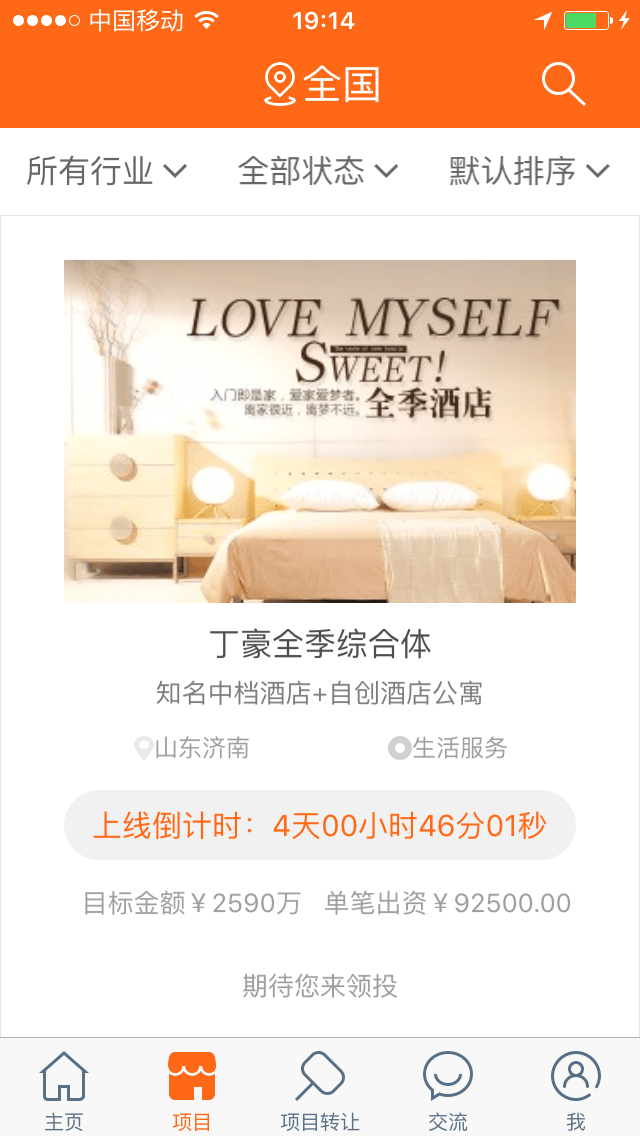 中国移动 19:14
全国
所有行业 全部状态 默认排序
LOVE MYSELF
SWEET!
入门即是家，爱家爱梦者。
离家很近，离梦不远。
全季酒店
丁豪全季综合体
知名中档酒店+自创酒店公寓
山东济南 生活服务
上线倒计时：4天00小时46分01秒
目标金额￥2590万 单笔出资￥92500.00
期待您来领投
主页 项目 项目转让 交流 我